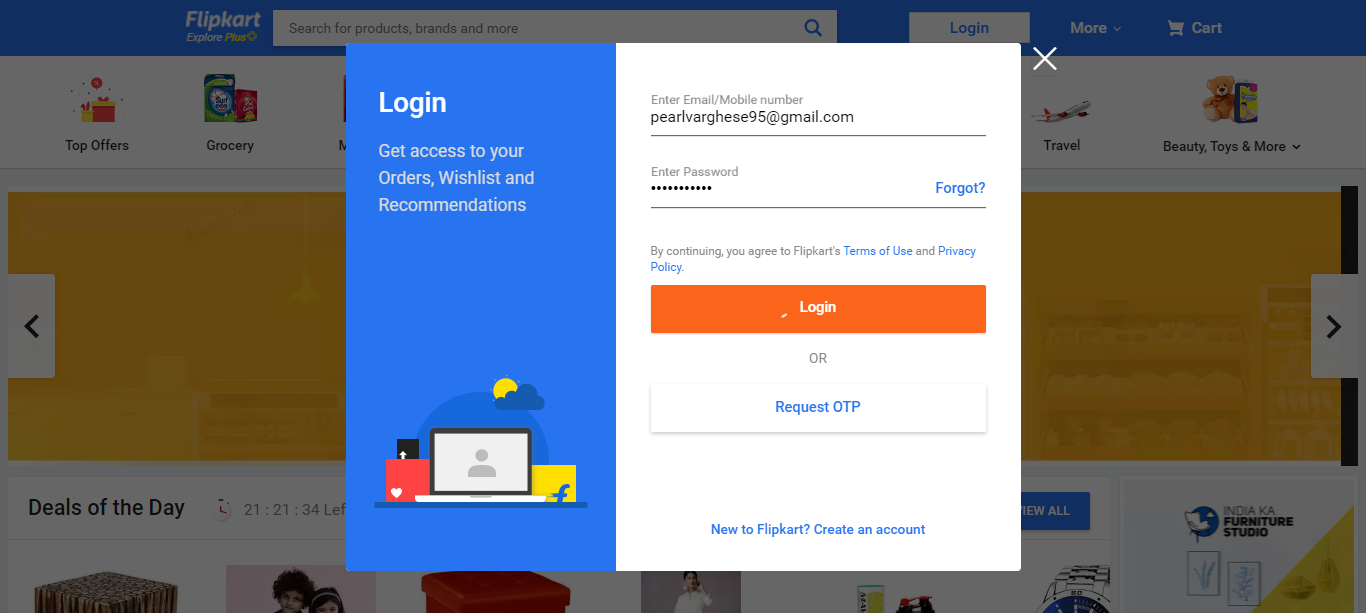 Flipkart
Explore Plus
Search for products, brands and more
Login
More
Cart
Top Offers
Grocery
M
Travel
Beauty, Toys & More
Login
Get access to your
Orders, Wishlist and
Recommendations
Enter Email/Mobile number
pearlvarghese95@gmail.com
Enter Password
•••••••••••
Forgot?
By continuing, you agree to Flipkart's Terms of Use and Privacy
Policy.
Login
OR
Request OTP
New to Flipkart? Create an account
Deals of the Day
21 : 21 : 34 Lef
IEW ALL
INDIA KA
FURNITURE
STUDIO